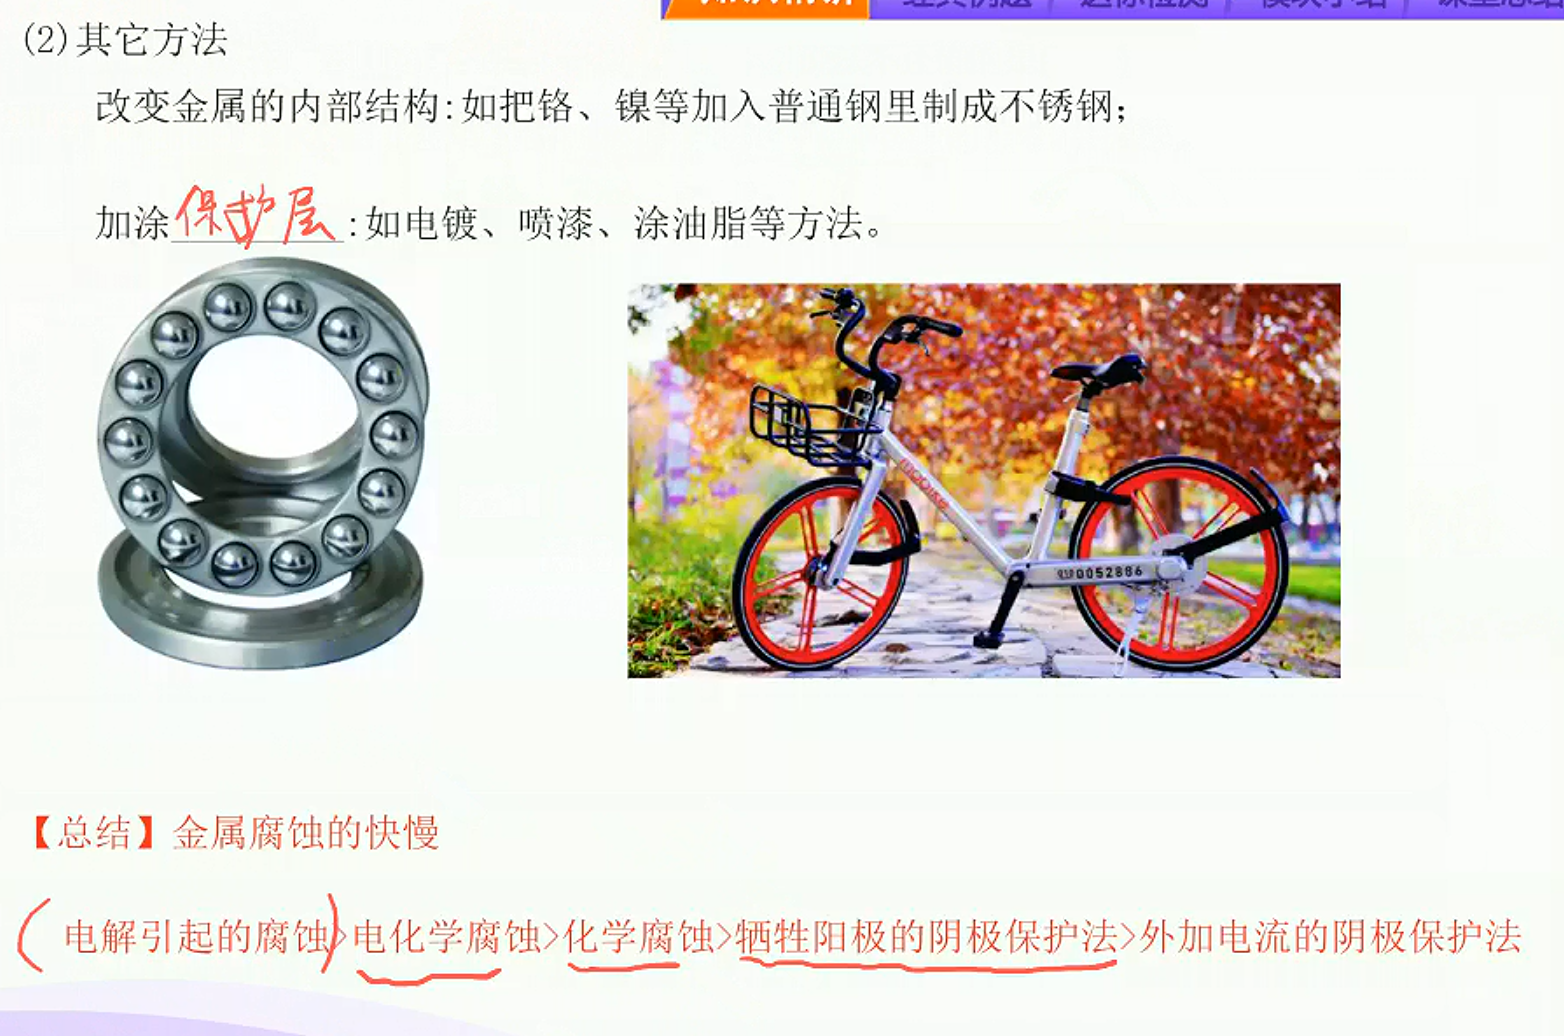 (2)其它方法
改变金属的内部结构:如把铬、镍等加入普通钢里制成不锈钢;
加涂保护层:如电镀、喷漆、涂油脂等方法。
mobike
0052886
【总结】金属腐蚀的快慢
(电解引起的腐蚀)>电化学腐蚀>化学腐蚀>牺牲阳极的阴极保护法>外加电流的阴极保护法